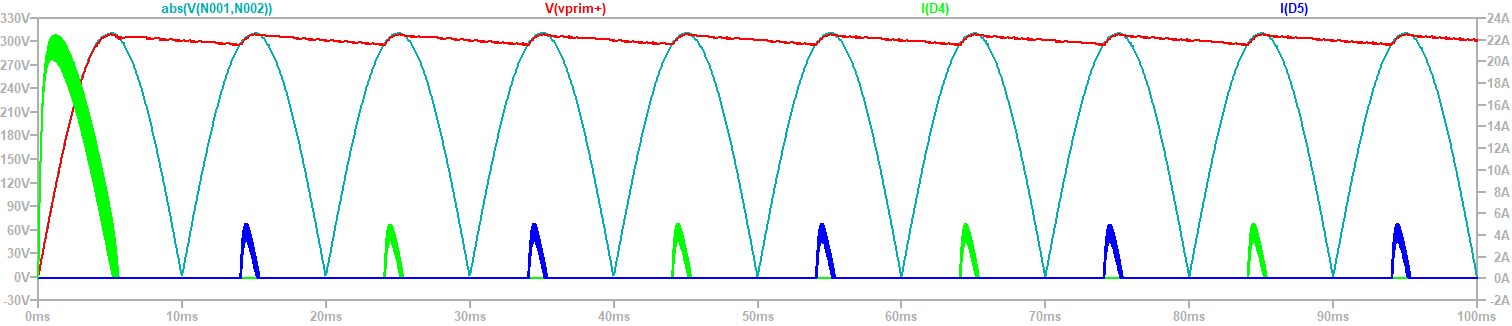 abs(V(N001,N002)) V(vprim+) I(D4) I(D5)
330V 24A
300V 22A
270V 20A
240V 18A
210V 16A
180V 14A
150V 12A
120V 10A
90V 8A
60V 6A
30V 4A
0V 2A
-30V 0A
-2A
0ms 10ms 20ms 30ms 40ms 50ms 60ms 70ms 80ms 90ms 100ms